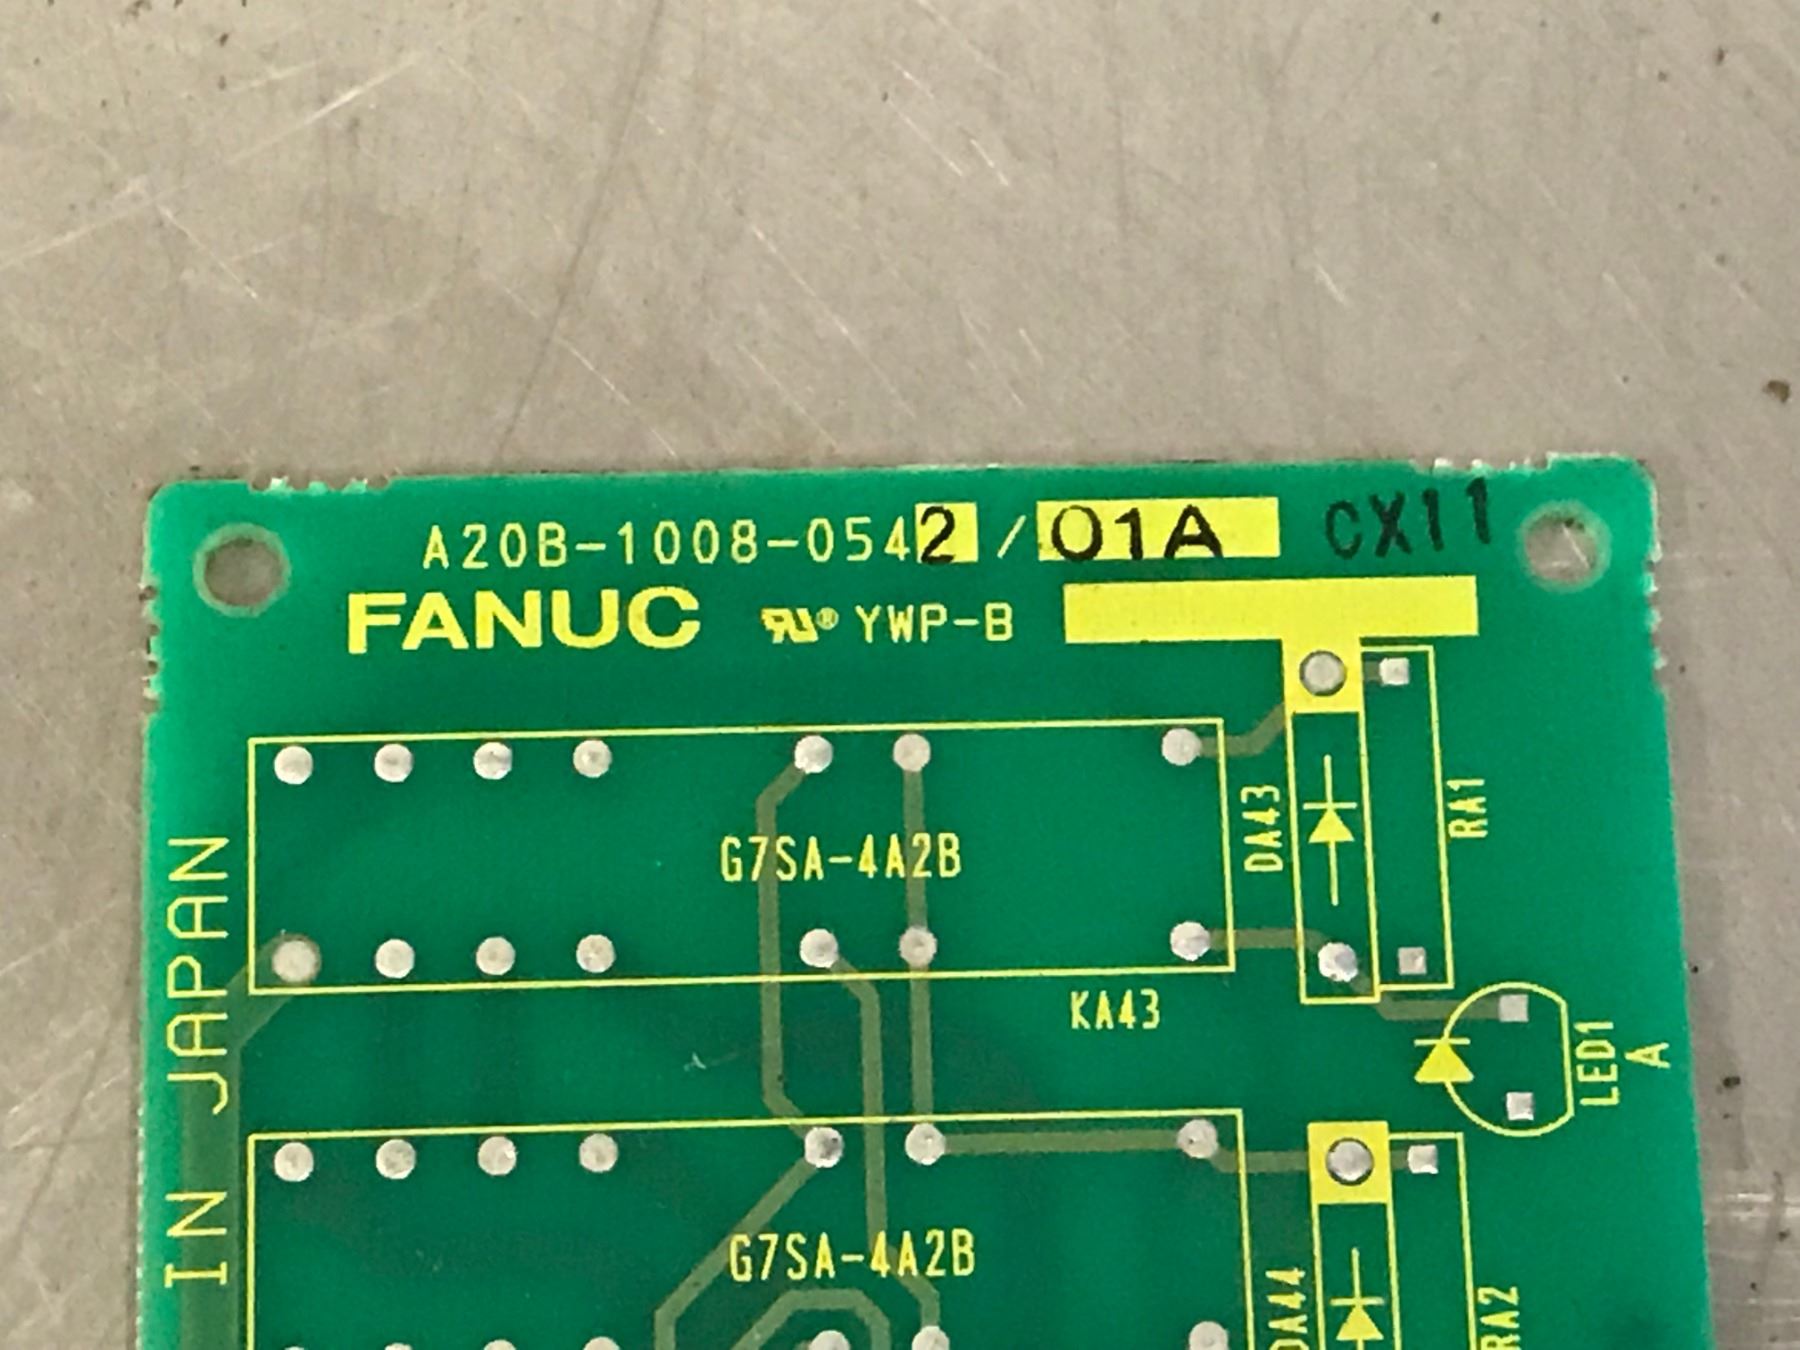 A20B-1008-0542/01A CX11
FANUC RU® YWP-B
G7SA-4A2B
DA43
RA1
KA43
LED1
A
IN JAPAN
G7SA-4A2B
DA44
RA2